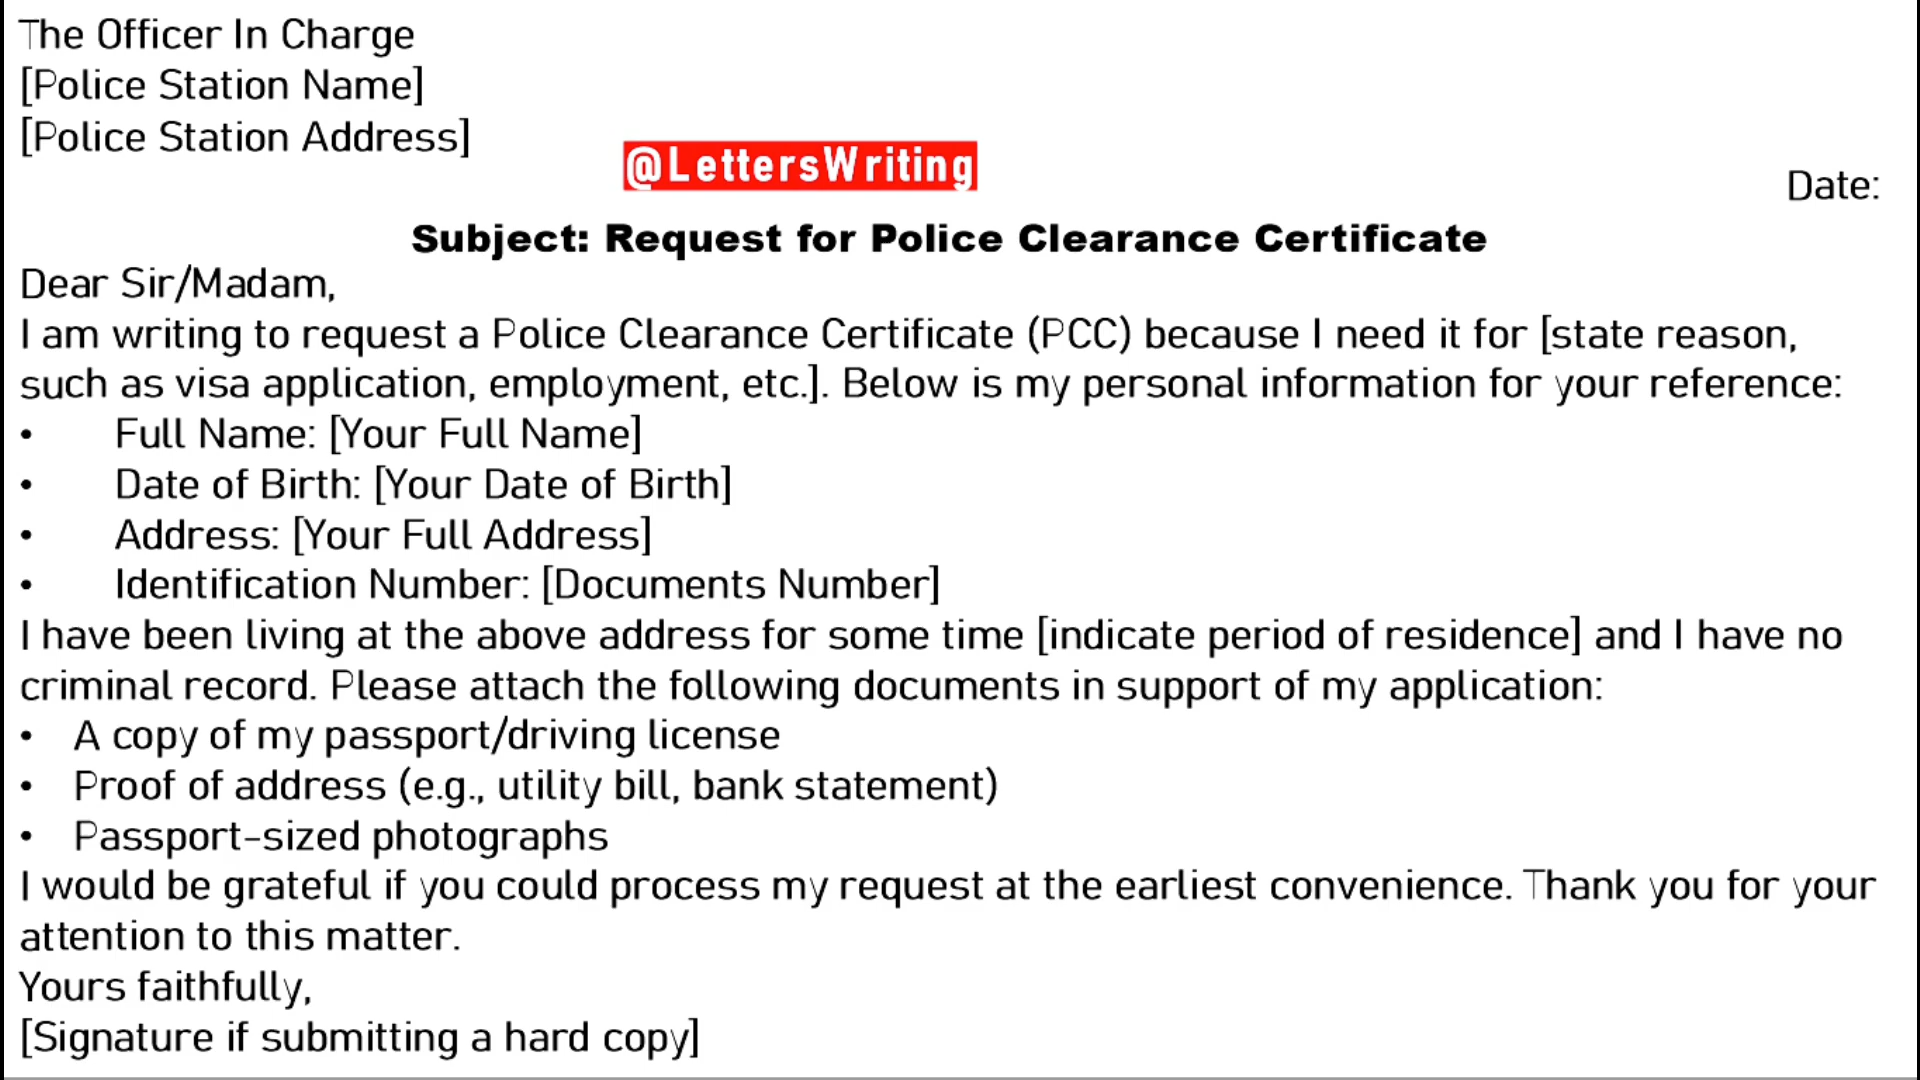 The Officer In Charge
[Police Station Name]
[Police Station Address]
@LettersWriting
Date:
Subject: Request for Police Clearance Certificate
Dear Sir/Madam,
I am writing to request a Police Clearance Certificate (PCC) because I need it for [state reason,
such as visa application, employment, etc.]. Below is my personal information for your reference:
• Full Name: [Your Full Name]
• Date of Birth: [Your Date of Birth]
• Address: [Your Full Address]
• Identification Number: [Documents Number]
I have been living at the above address for some time [indicate period of residence] and I have no
criminal record. Please attach the following documents in support of my application:
• A copy of my passport/driving license
• Proof of address (e.g., utility bill, bank statement)
• Passport-sized photographs
I would be grateful if you could process my request at the earliest convenience. Thank you for your
attention to this matter.
Yours faithfully,
[Signature if submitting a hard copy]